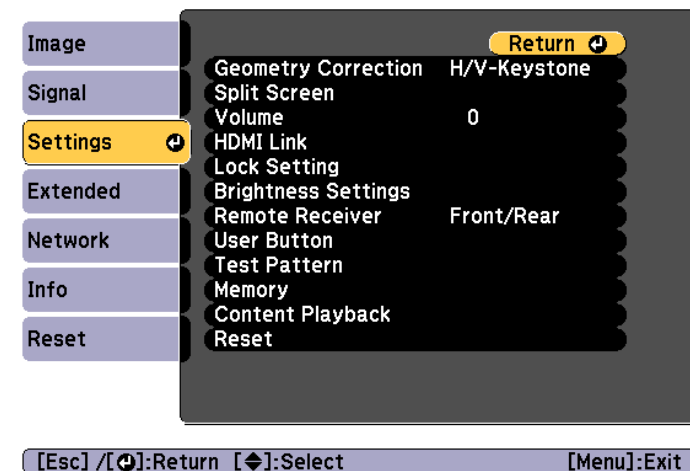 Image
Signal
Settings
Extended
Network
Info
Reset
Return
Geometry Correction H/V-Keystone
Split Screen
Volume 0
HDMI Link
Lock Setting
Brightness Settings
Remote Receiver Front/Rear
User Button
Test Pattern
Memory
Content Playback
Reset
[Esc] /[⏎]:Return [◆]:Select [Menu]:Exit